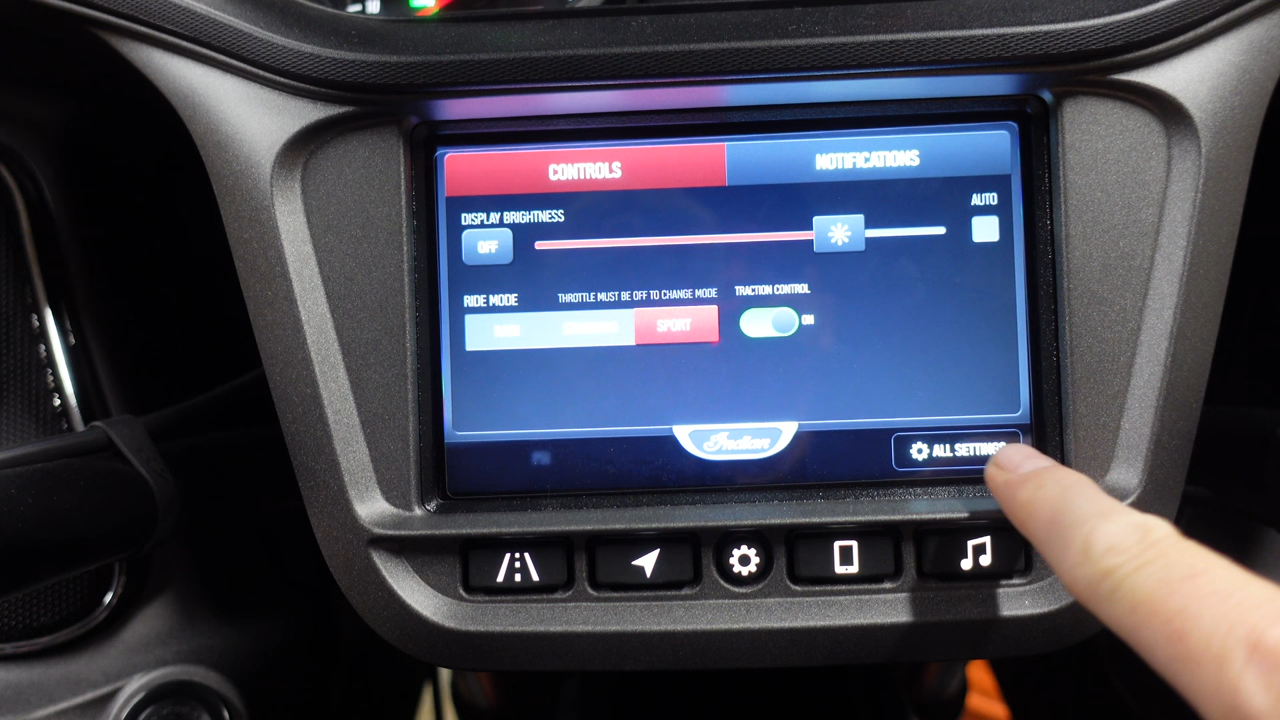 10
CONTROLS
NOTIFICATIONS
DISPLAY BRIGHTNESS
AUTO
OFF
RIDE MODE
THROTTLE MUST BE OFF TO CHANGE MODE
TRACTION CONTROL
SPORT
ON
Indian
ALL SETTINGS